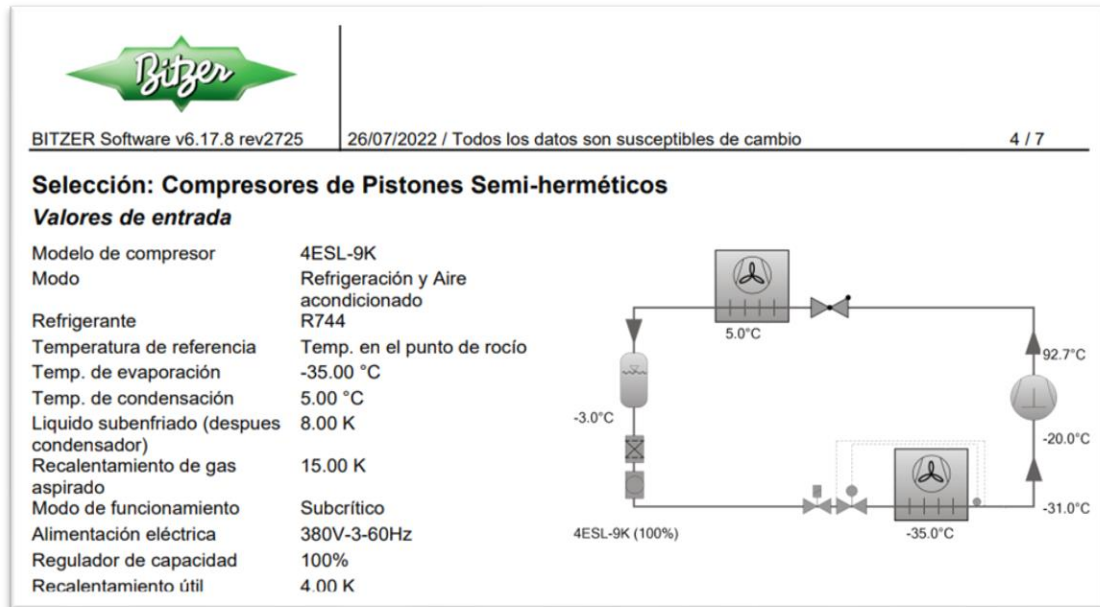 Bitzer
BITZER Software v6.17.8 rev2725
26/07/2022 / Todos los datos son susceptibles de cambio
4 / 7
Selección: Compresores de Pistones Semi-herméticos
Valores de entrada
Modelo de compresor 4ESL-9K
Modo Refrigeración y Aire
acondicionado
Refrigerante R744
Temperatura de referencia Temp. en el punto de rocío
Temp. de evaporación -35.00 °C
Temp. de condensación 5.00 °C
Liquido subenfriado (despues 8.00 K
condensador)
Recalentamiento de gas 15.00 K
aspirado
Modo de funcionamiento Subcrítico
Alimentación eléctrica 380V-3-60Hz
Regulador de capacidad 100%
Recalentamiento útil 4.00 K
5.0°C
92.7°C
-3.0°C
-20.0°C
-31.0°C
4ESL-9K (100%)
-35.0°C